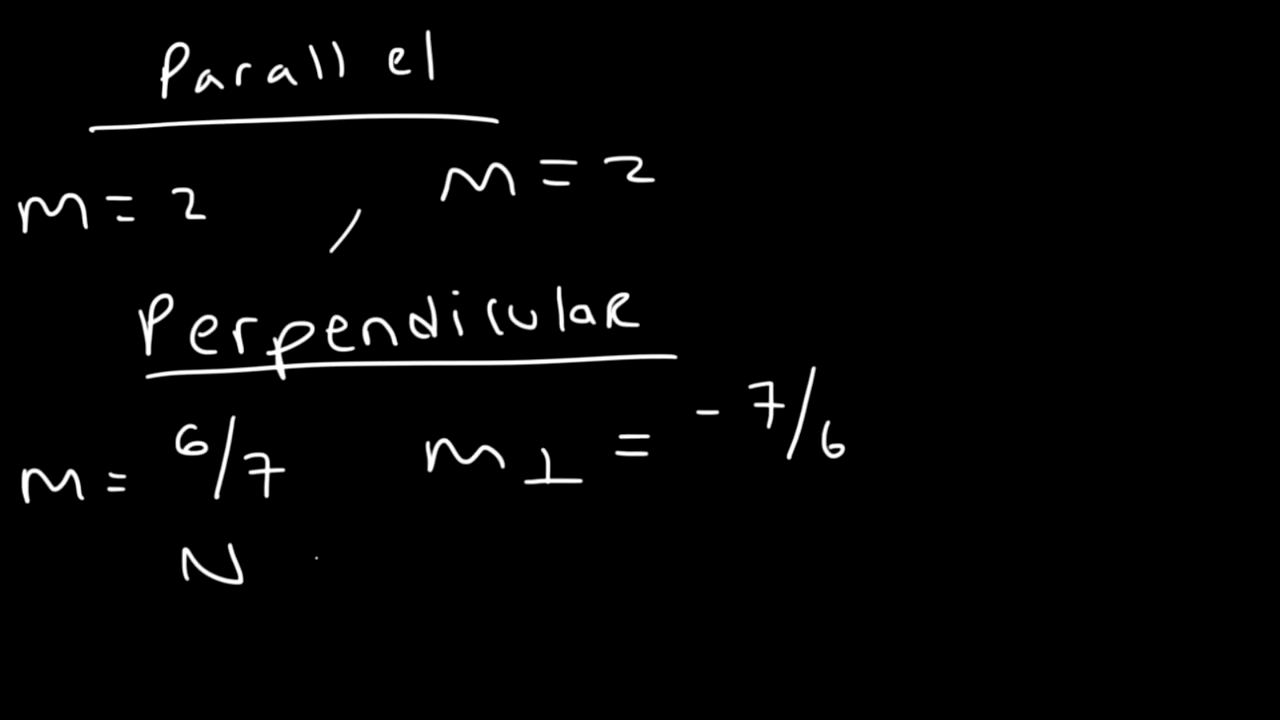 Parallel
m = 2 , m = 2
Perpendicular
m = 6/7 m⊥ = - 7/6
N